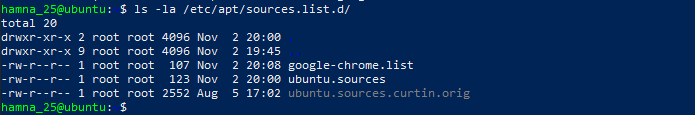 hamna_25@ubuntu: $ ls -la /etc/apt/sources.list.d/
total 20
drwxr-xr-x 2 root root 4096 Nov  2 20:00
drwxr-xr-x 9 root root 4096 Nov  2 19:45
-rw-r--r-- 1 root root  107 Nov  2 20:08 google-chrome.list
-rw-r--r-- 1 root root  123 Nov  2 20:00 ubuntu.sources
-rw-r--r-- 1 root root 2552 Aug  5 17:02 ubuntu.sources.curtin.orig
hamna_25@ubuntu: $